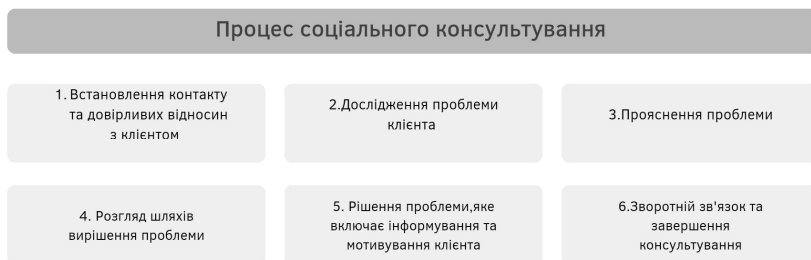 Процес соціального консультування
1. Встановлення контакту
та довірливих відносин
з клієнтом
2.Дослідження проблеми
клієнта
3.Прояснення проблеми
4. Розгляд шляхів
вирішення проблеми
5. Рішення проблеми,яке
включає інформування та
мотивування клієнта
6.Зворотній зв'язок та
завершення
консультування